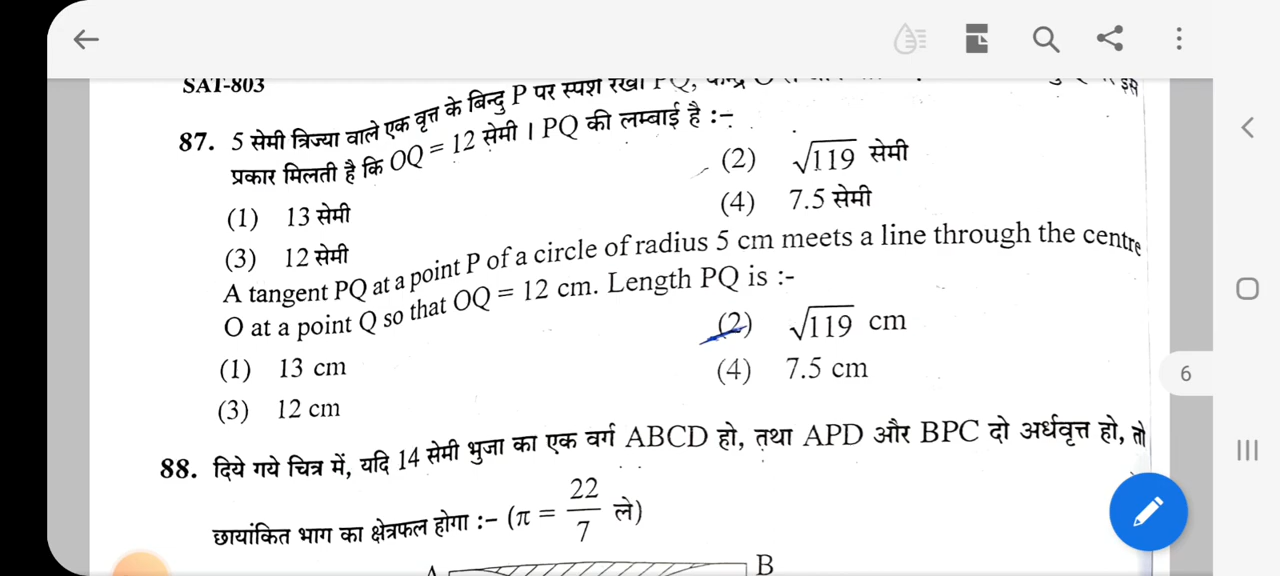 SAT-803
के बिन्दु P पर स्पर्श रेखा PQ,
87. 5 सेमी त्रिज्या वाले एक वृत्त
इस
प्रकार मिलती है कि OQ = 12 सेमी । PQ की लम्बाई है :-
(1) 13 सेमी
(2) √119 सेमी
(3) 12 सेमी
(4) 7.5 सेमी
A tangent PQ at a point P of a circle of radius 5 cm meets a line through the centre
O at a point Q so that OQ = 12 cm. Length PQ is :-
(1) 13 cm
(2) √119 cm
(3) 12 cm
(4) 7.5 cm
6
88. दिये गये चित्र में, यदि 14 सेमी भुजा का एक वर्ग ABCD हो, तथा APD और BPC दो अर्धवृत्त हो, तो
छायांकित भाग का क्षेत्रफल होगा :- (π = 22/7 ले)
A
B